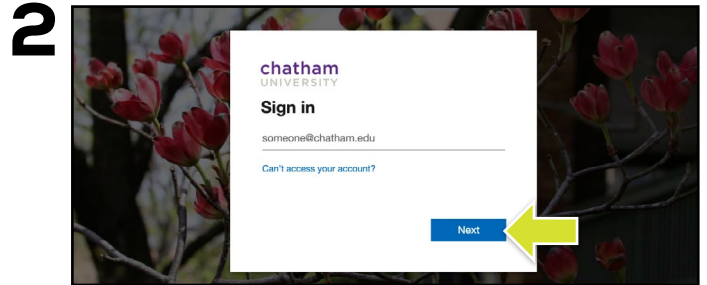 2
chatham
UNIVERSITY
Sign in
someone@chatham.edu
Can't access your account?
Next